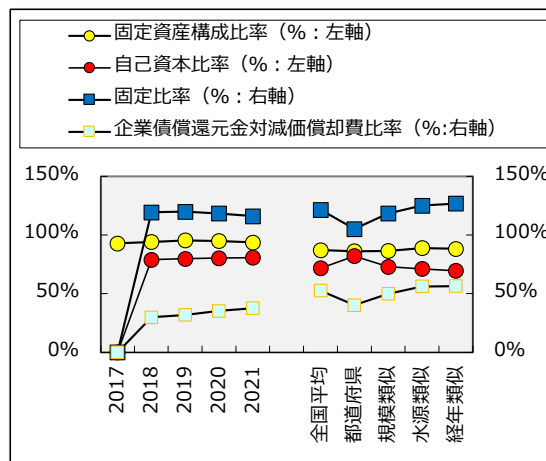 固定資産構成比率（%：左軸）
自己資本比率（%：左軸）
固定比率（%：右軸）
企業債償還元金対減価償却費比率（%:右軸）
150% 150%
100% 100%
50% 50%
0% 0%
2017
2018
2019
2020
2021
全国平均
都道府県
規模類似
水源類似
経年類似